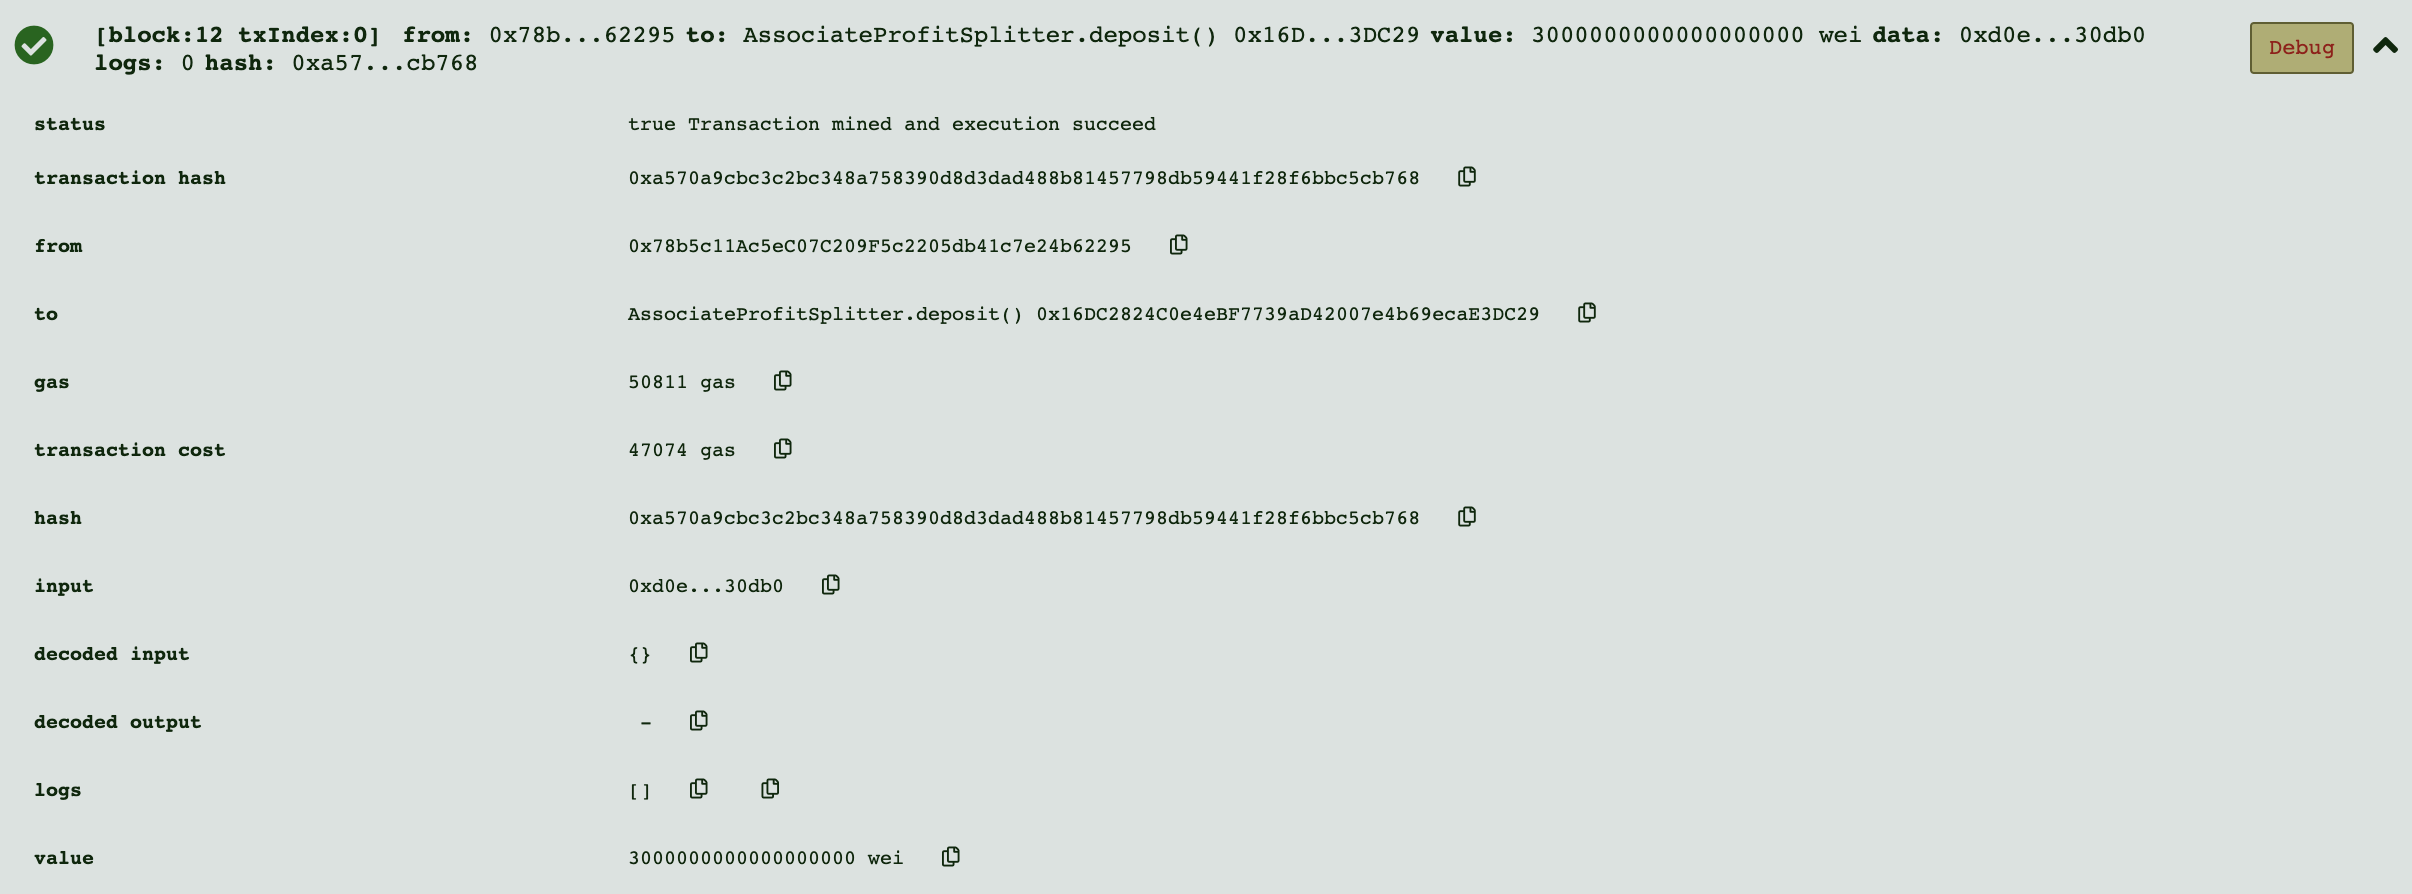 [block:12 txIndex:0] from: 0x78b...62295 to: AssociateProfitSplitter.deposit() 0x16D...3DC29 value: 3000000000000000000 wei data: 0xd0e...30db0
logs: 0 hash: 0xa57...cb768
Debug
status true Transaction mined and execution succeed
transaction hash 0xa570a9cbc3c2bc348a758390d8d3dad488b81457798db59441f28f6bbc5cb768
from 0x78b5c11Ac5eC07C209F5c2205db41c7e24b62295
to AssociateProfitSplitter.deposit() 0x16DC2824C0e4eBF7739aD42007e4b69ecaE3DC29
gas 50811 gas
transaction cost 47074 gas
hash 0xa570a9cbc3c2bc348a758390d8d3dad488b81457798db59441f28f6bbc5cb768
input 0xd0e...30db0
decoded input {}
decoded output -
logs []
value 3000000000000000000 wei